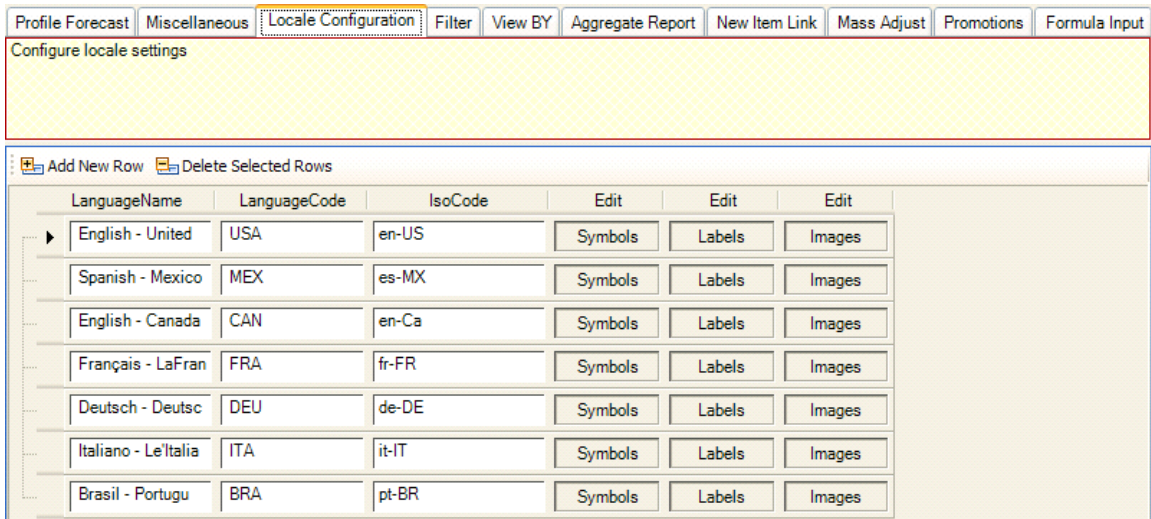 Profile Forecast Miscellaneous Locale Configuration Filter View BY Aggregate Report New Item Link Mass Adjust Promotions Formula Input
Configure locale settings
Add New Row Delete Selected Rows
LanguageName LanguageCode IsoCode Edit Edit Edit
English - United USA en-US Symbols Labels Images
Spanish - Mexico MEX es-MX Symbols Labels Images
English - Canada CAN en-Ca Symbols Labels Images
Français - LaFran FRA fr-FR Symbols Labels Images
Deutsch - Deutsc DEU de-DE Symbols Labels Images
Italiano - Le'Italia ITA it-IT Symbols Labels Images
Brasil - Portugu BRA pt-BR Symbols Labels Images